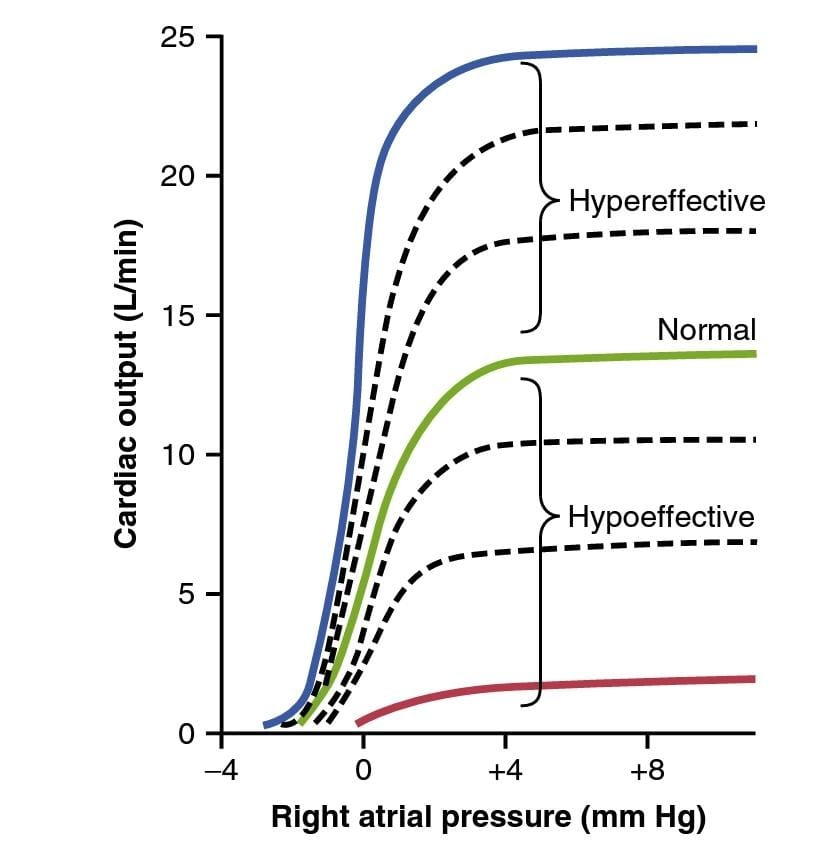 25
20
15
10
5
0
Cardiac output (L/min)
Hypereffective
Normal
Hypoeffective
–4
0
+4
+8
Right atrial pressure (mm Hg)